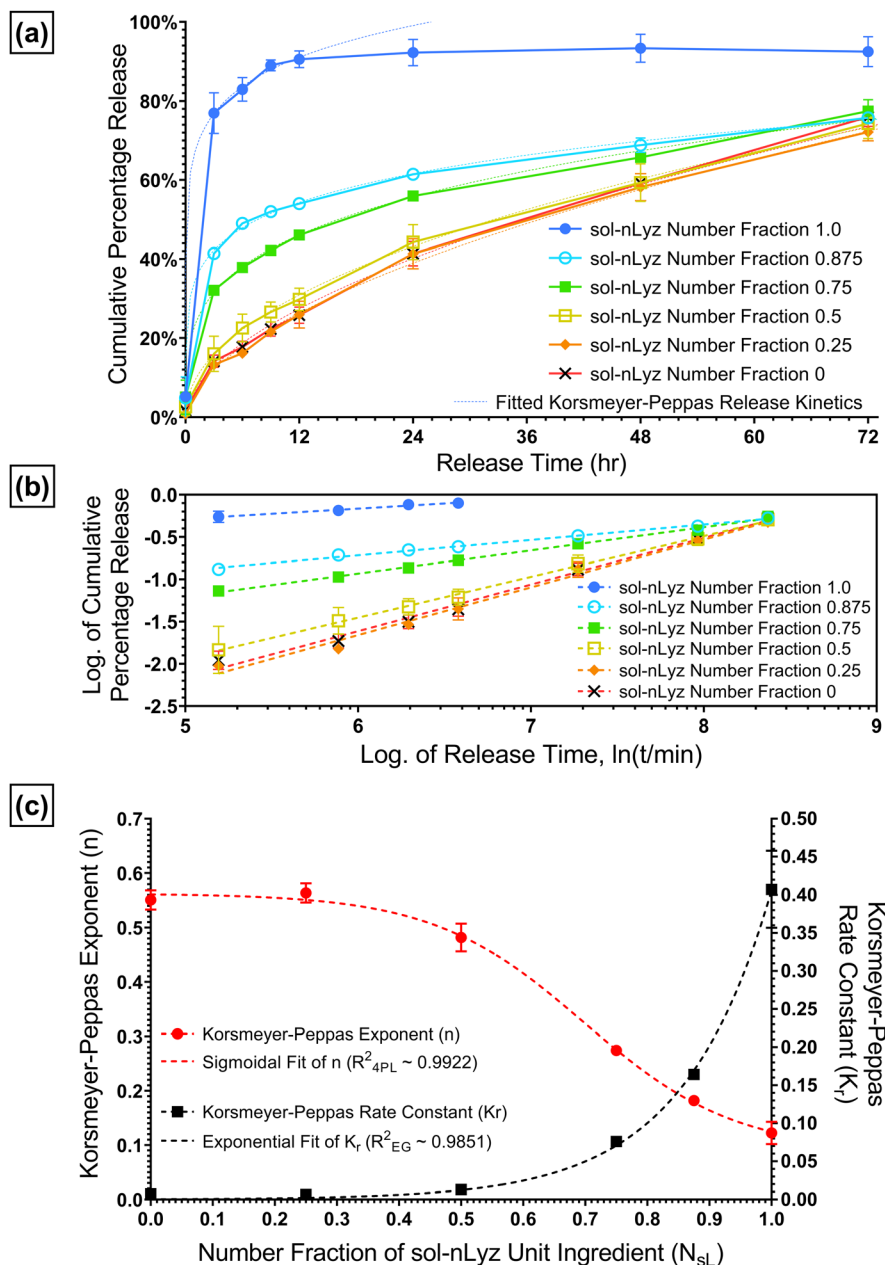 (a)
100%
80%
60%
40%
20%
0%
Cumulative Percentage Release
sol-nLyz Number Fraction 1.0
sol-nLyz Number Fraction 0.875
sol-nLyz Number Fraction 0.75
sol-nLyz Number Fraction 0.5
sol-nLyz Number Fraction 0.25
sol-nLyz Number Fraction 0
Fitted Korsmeyer-Peppas Release Kinetics
0 12 24 36 48 60 72
Release Time (hr)
(b)
0.0
-0.5
-1.0
-1.5
-2.0
-2.5
Log. of Cumulative
Percentage Release
sol-nLyz Number Fraction 1.0
sol-nLyz Number Fraction 0.875
sol-nLyz Number Fraction 0.75
sol-nLyz Number Fraction 0.5
sol-nLyz Number Fraction 0.25
sol-nLyz Number Fraction 0
5 6 7 8 9
Log. of Release Time, ln(t/min)
(c)
0.7
0.6
0.5
0.4
0.3
0.2
0.1
0.0
Korsmeyer-Peppas Exponent (n)
Korsmeyer-Peppas Exponent (n)
Sigmoidal Fit of n (R²4PL ~ 0.9922)
Korsmeyer-Peppas Rate Constant (Kr)
Exponential Fit of Kr (R²EG ~ 0.9851)
0.50
0.45
0.40
0.35
0.30
0.25
0.20
0.15
0.10
0.05
0.00
Korsmeyer-Peppas
Rate Constant (Kr)
0.0 0.1 0.2 0.3 0.4 0.5 0.6 0.7 0.8 0.9 1.0
Number Fraction of sol-nLyz Unit Ingredient (NsL)